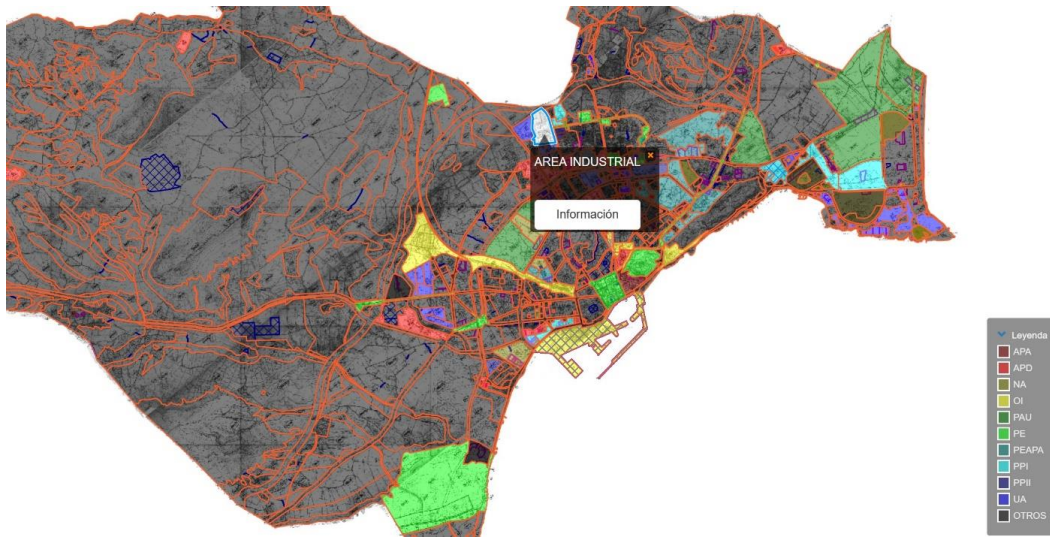 AREA INDUSTRIAL
Información
Leyenda
APA
APD
NA
OI
PAU
PE
PEAPA
PPI
PPII
UA
OTROS